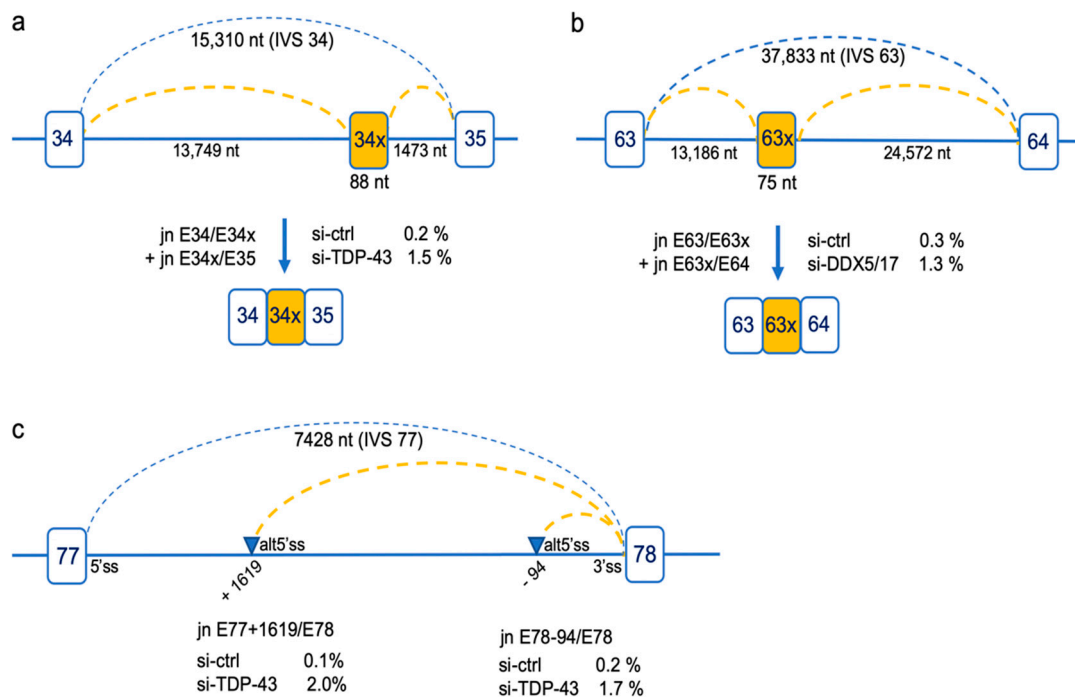 a
15,310 nt (IVS 34)
34
34x
35
13,749 nt
1473 nt
88 nt
jn E34/E34x
+ jn E34x/E35
si-ctrl 0.2 %
si-TDP-43 1.5 %
34 34x 35
b
37,833 nt (IVS 63)
63
63x
64
13,186 nt
24,572 nt
75 nt
jn E63/E63x
+ jn E63x/E64
si-ctrl 0.3 %
si-DDX5/17 1.3 %
63 63x 64
c
7428 nt (IVS 77)
77
5'ss
alt5'ss
+ 1619
alt5'ss
- 94
3'ss
78
jn E77+1619/E78
si-ctrl 0.1%
si-TDP-43 2.0%
jn E78-94/E78
si-ctrl 0.2 %
si-TDP-43 1.7 %